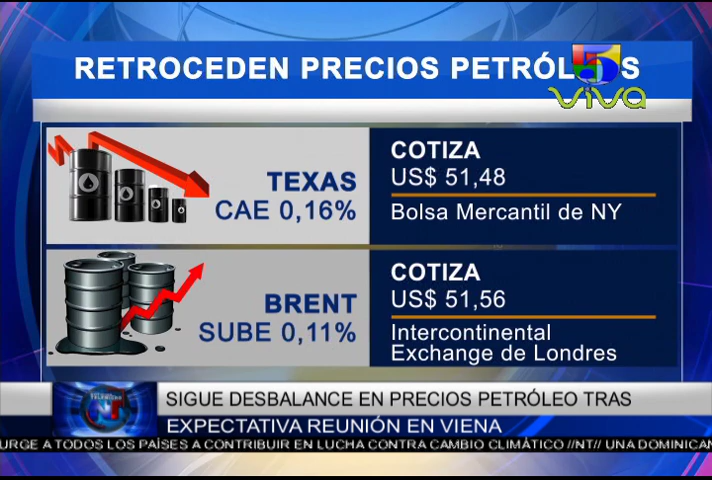 RETROCEDEN PRECIOS PETRÓLEOS
5
VIVA
TEXAS
CAE 0,16%
COTIZA
US$ 51,48
Bolsa Mercantil de NY
BRENT
SUBE 0,11%
COTIZA
US$ 51,56
Intercontinental
Exchange de Londres
NT
SIGUE DESBALANCE EN PRECIOS PETRÓLEO TRAS
EXPECTATIVA REUNIÓN EN VIENA
URGE A TODOS LOS PAÍSES A CONTRIBUIR EN LUCHA CONTRA CAMBIO CLIMÁTICO //NT// UNA DOMINICAN